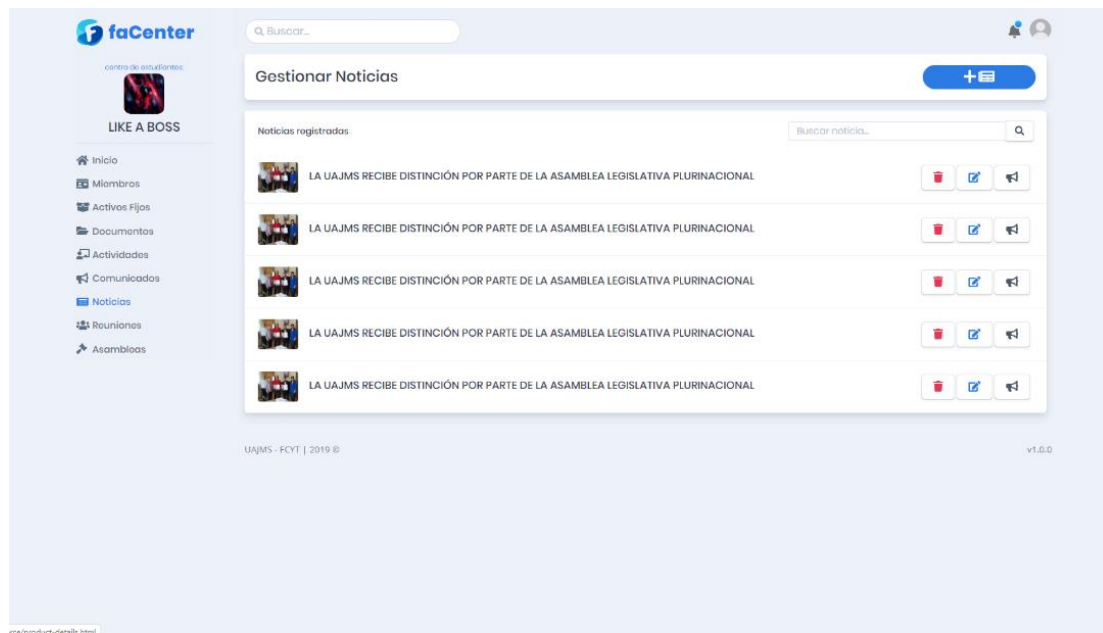 faCenter
Buscar...
centro de estudiantes:
LIKE A BOSS
Inicio
Miembros
Activos Fijos
Documentos
Actividades
Comunicados
Noticias
Reuniones
Asambleas
Gestionar Noticias
Noticias registradas
Buscar noticia...
LA UAJMS RECIBE DISTINCIÓN POR PARTE DE LA ASAMBLEA LEGISLATIVA PLURINACIONAL
LA UAJMS RECIBE DISTINCIÓN POR PARTE DE LA ASAMBLEA LEGISLATIVA PLURINACIONAL
LA UAJMS RECIBE DISTINCIÓN POR PARTE DE LA ASAMBLEA LEGISLATIVA PLURINACIONAL
LA UAJMS RECIBE DISTINCIÓN POR PARTE DE LA ASAMBLEA LEGISLATIVA PLURINACIONAL
LA UAJMS RECIBE DISTINCIÓN POR PARTE DE LA ASAMBLEA LEGISLATIVA PLURINACIONAL
UAJMS - FCYT | 2019 ©
v1.0.0